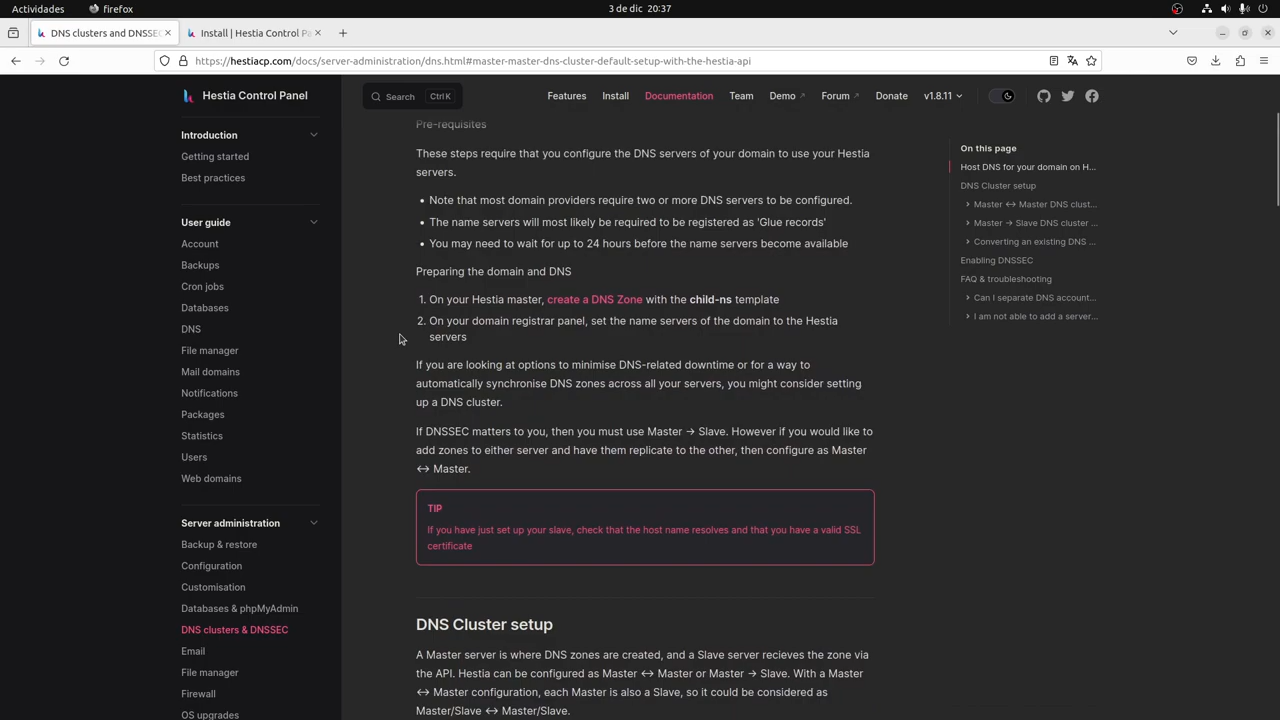 Actividades
firefox
3 de dic 20:37
DNS clusters and DNSSEC
Install | Hestia Control Pa
https://hestiacp.com/docs/server-administration/dns.html#master-master-dns-cluster-default-setup-with-the-hestia-api
Hestia Control Panel
Search Ctrl K
Features Install Documentation Team Demo Forum Donate v1.8.11
Introduction
Getting started
Best practices
User guide
Account
Backups
Cron jobs
Databases
DNS
File manager
Mail domains
Notifications
Packages
Statistics
Users
Web domains
Server administration
Backup & restore
Configuration
Customisation
Databases & phpMyAdmin
DNS clusters & DNSSEC
Email
File manager
Firewall
OS upgrades
Pre-requisites
These steps require that you configure the DNS servers of your domain to use your Hestia
servers.
• Note that most domain providers require two or more DNS servers to be configured.
• The name servers will most likely be required to be registered as 'Glue records'
• You may need to wait for up to 24 hours before the name servers become available
Preparing the domain and DNS
1. On your Hestia master, create a DNS Zone with the child-ns template
2. On your domain registrar panel, set the name servers of the domain to the Hestia
servers
If you are looking at options to minimise DNS-related downtime or for a way to
automatically synchronise DNS zones across all your servers, you might consider setting
up a DNS cluster.
If DNSSEC matters to you, then you must use Master → Slave. However if you would like to
add zones to either server and have them replicate to the other, then configure as Master
↔ Master.
TIP
If you have just set up your slave, check that the host name resolves and that you have a valid SSL
certificate
DNS Cluster setup
A Master server is where DNS zones are created, and a Slave server recieves the zone via
the API. Hestia can be configured as Master ↔ Master or Master → Slave. With a Master
↔ Master configuration, each Master is also a Slave, so it could be considered as
Master/Slave ↔ Master/Slave.
On this page
Host DNS for your domain on H...
DNS Cluster setup
Master ↔ Master DNS clust...
Master → Slave DNS cluster ...
Converting an existing DNS ...
Enabling DNSSEC
FAQ & troubleshooting
Can I separate DNS account...
I am not able to add a server...